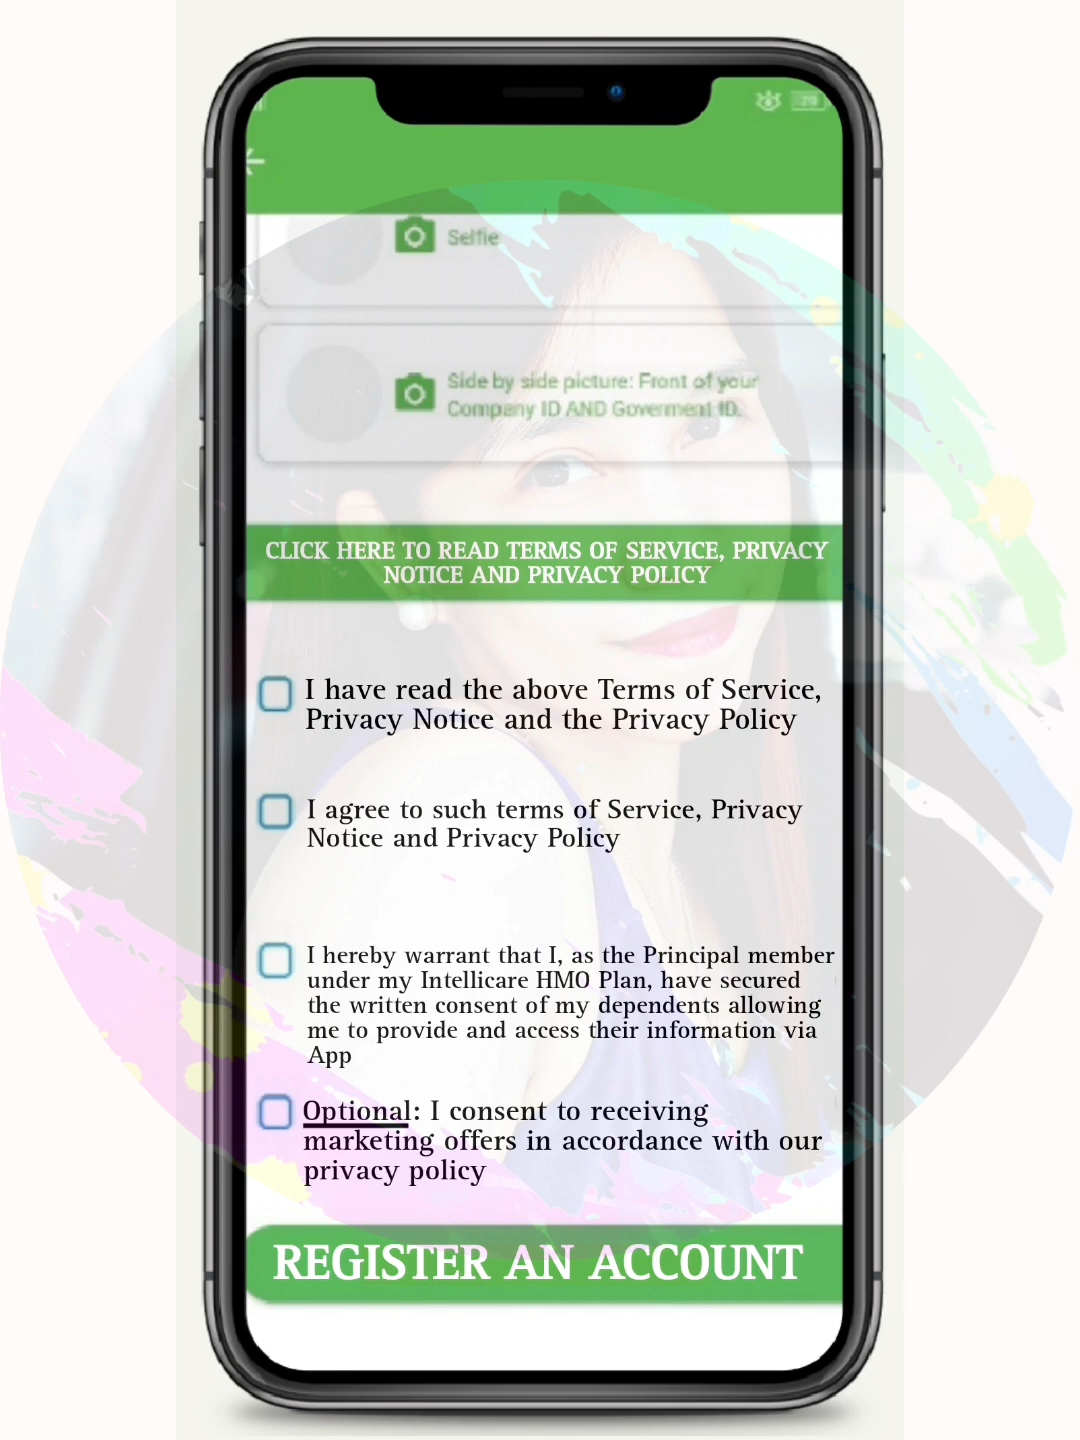 Selfie
Side by side picture: Front of your
Company ID AND Goverment ID.
CLICK HERE TO READ TERMS OF SERVICE, PRIVACY
NOTICE AND PRIVACY POLICY
I have read the above Terms of Service,
Privacy Notice and the Privacy Policy
I agree to such terms of Service, Privacy
Notice and Privacy Policy
I hereby warrant that I, as the Principal member
under my Intellicare HMO Plan, have secured
the written consent of my dependents allowing
me to provide and access their information via
App
Optional: I consent to receiving
marketing offers in accordance with our
privacy policy
REGISTER AN ACCOUNT